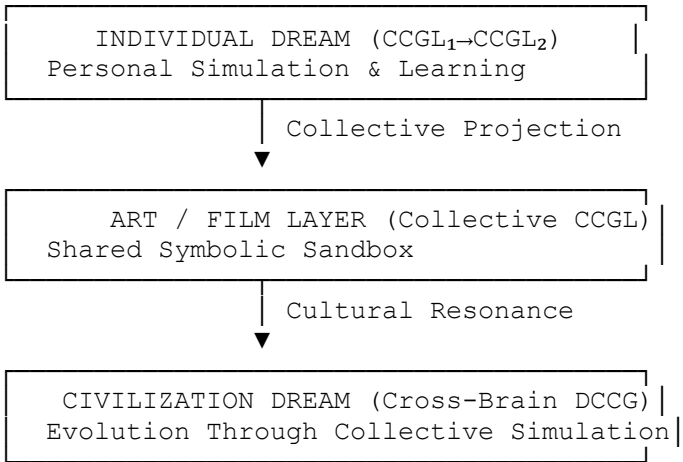 INDIVIDUAL DREAM (CCGL₁→CCGL₂)
Personal Simulation & Learning
Collective Projection
ART / FILM LAYER (Collective CCGL)
Shared Symbolic Sandbox
Cultural Resonance
CIVILIZATION DREAM (Cross-Brain DCCG)
Evolution Through Collective Simulation